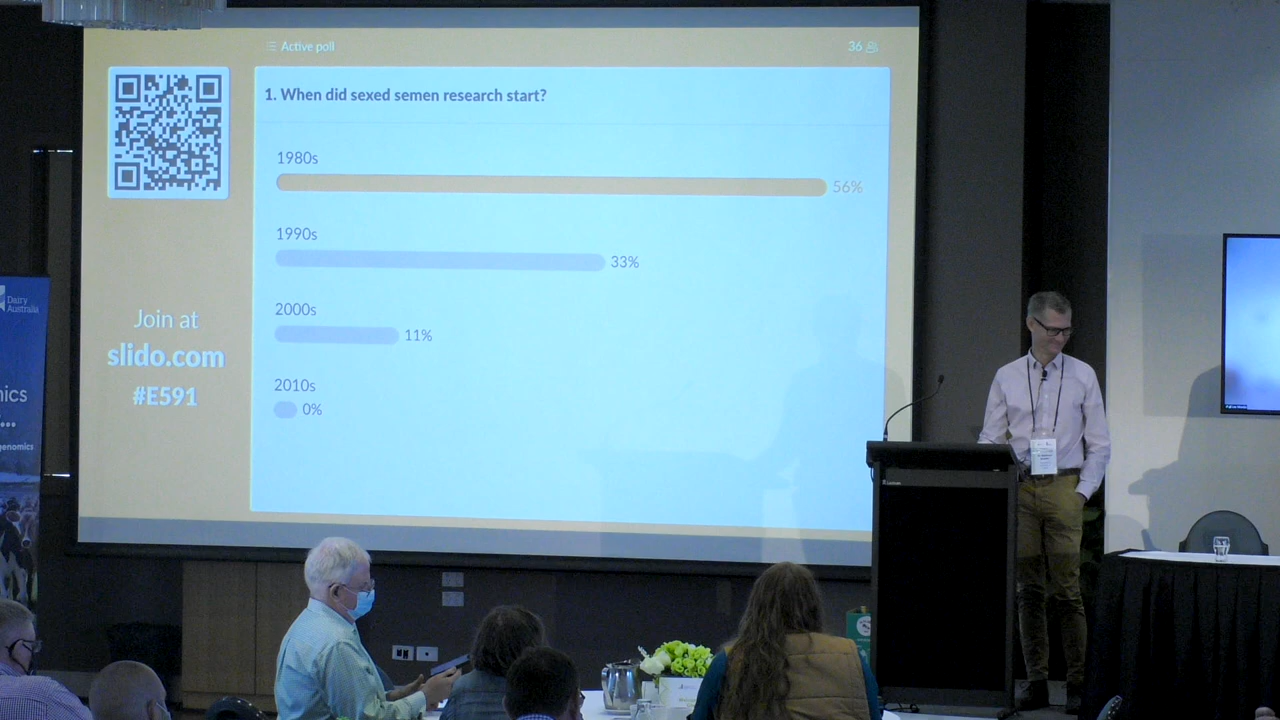 Active poll
36
1. When did sexed semen research start?
1980s
56%
1990s
33%
2000s
11%
2010s
0%
Join at
slido.com
#E591
Dairy
Australia
nics
...
genomics